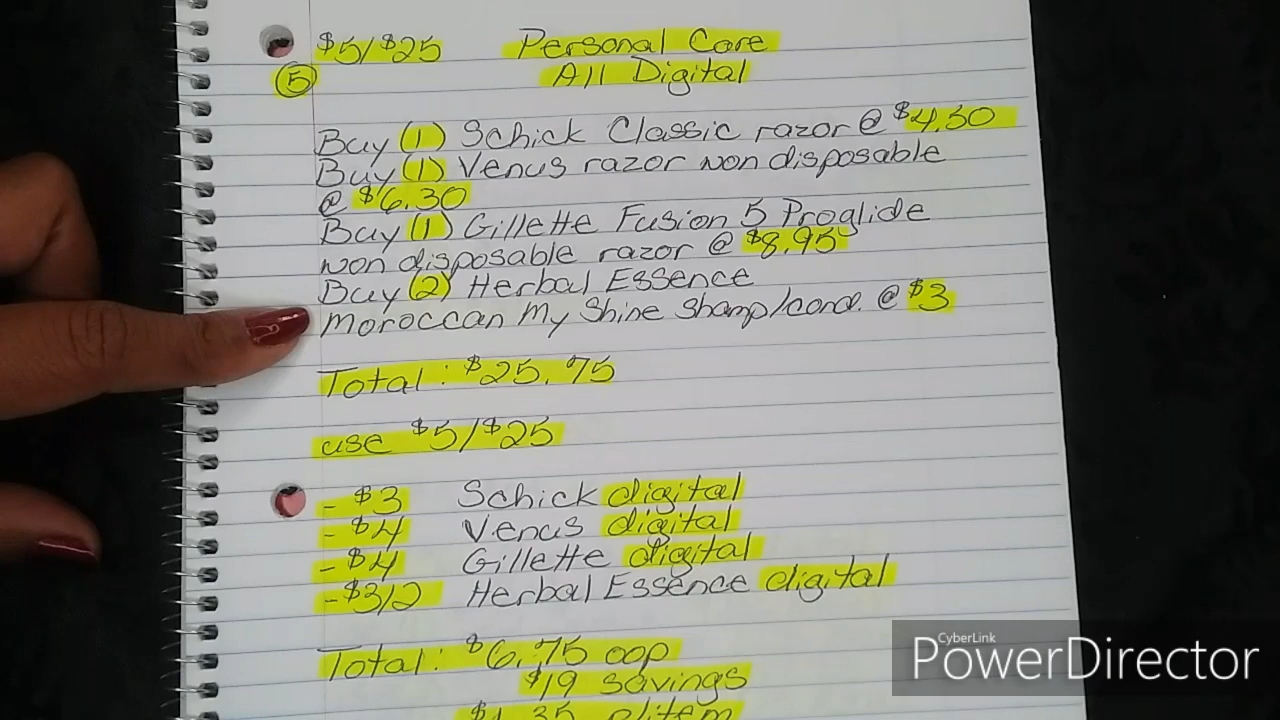 $5/$25 Personal Care
5 All Digital
Buy (1) Schick Classic razor @ $4.50
Buy (1) Venus razor non disposable
@ $6.30
Buy (1) Gillette Fusion 5 Proglide
non disposable razor @ $8.95
Buy (2) Herbal Essence
Moroccan My Shine Shamp/cond. @ $3
Total: $25.75
use $5/$25
- $3 Schick digital
- $4 Venus digital
- $4 Gillette digital
- $3/2 Herbal Essence digital
Total: $6.75 oop
$19 savings
$1.35 p/item
CyberLink
PowerDirector